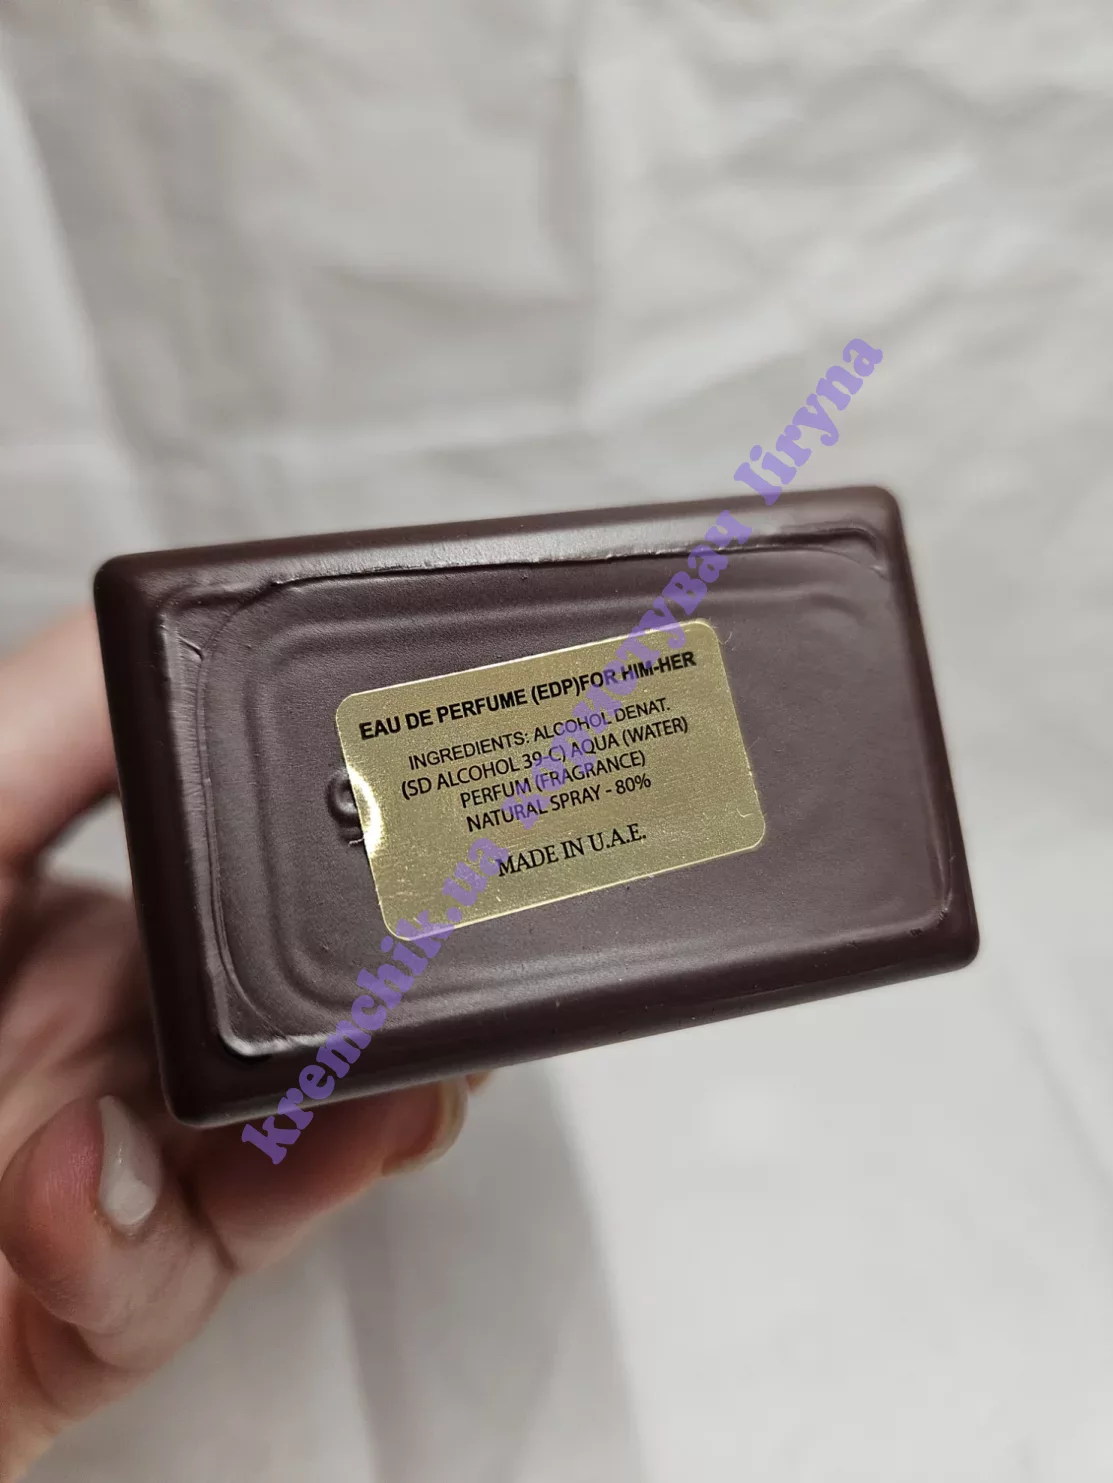 EAU DE PERFUME (EDP)FOR HIM-HER
INGREDIENTS: ALCOHOL DENAT.
(SD ALCOHOL 39-C) AQUA (WATER)
PERFUM (FRAGRANCE)
NATURAL SPRAY - 80%
MADE IN U.A.E.
kremchik.ua КористуВач Iiryna